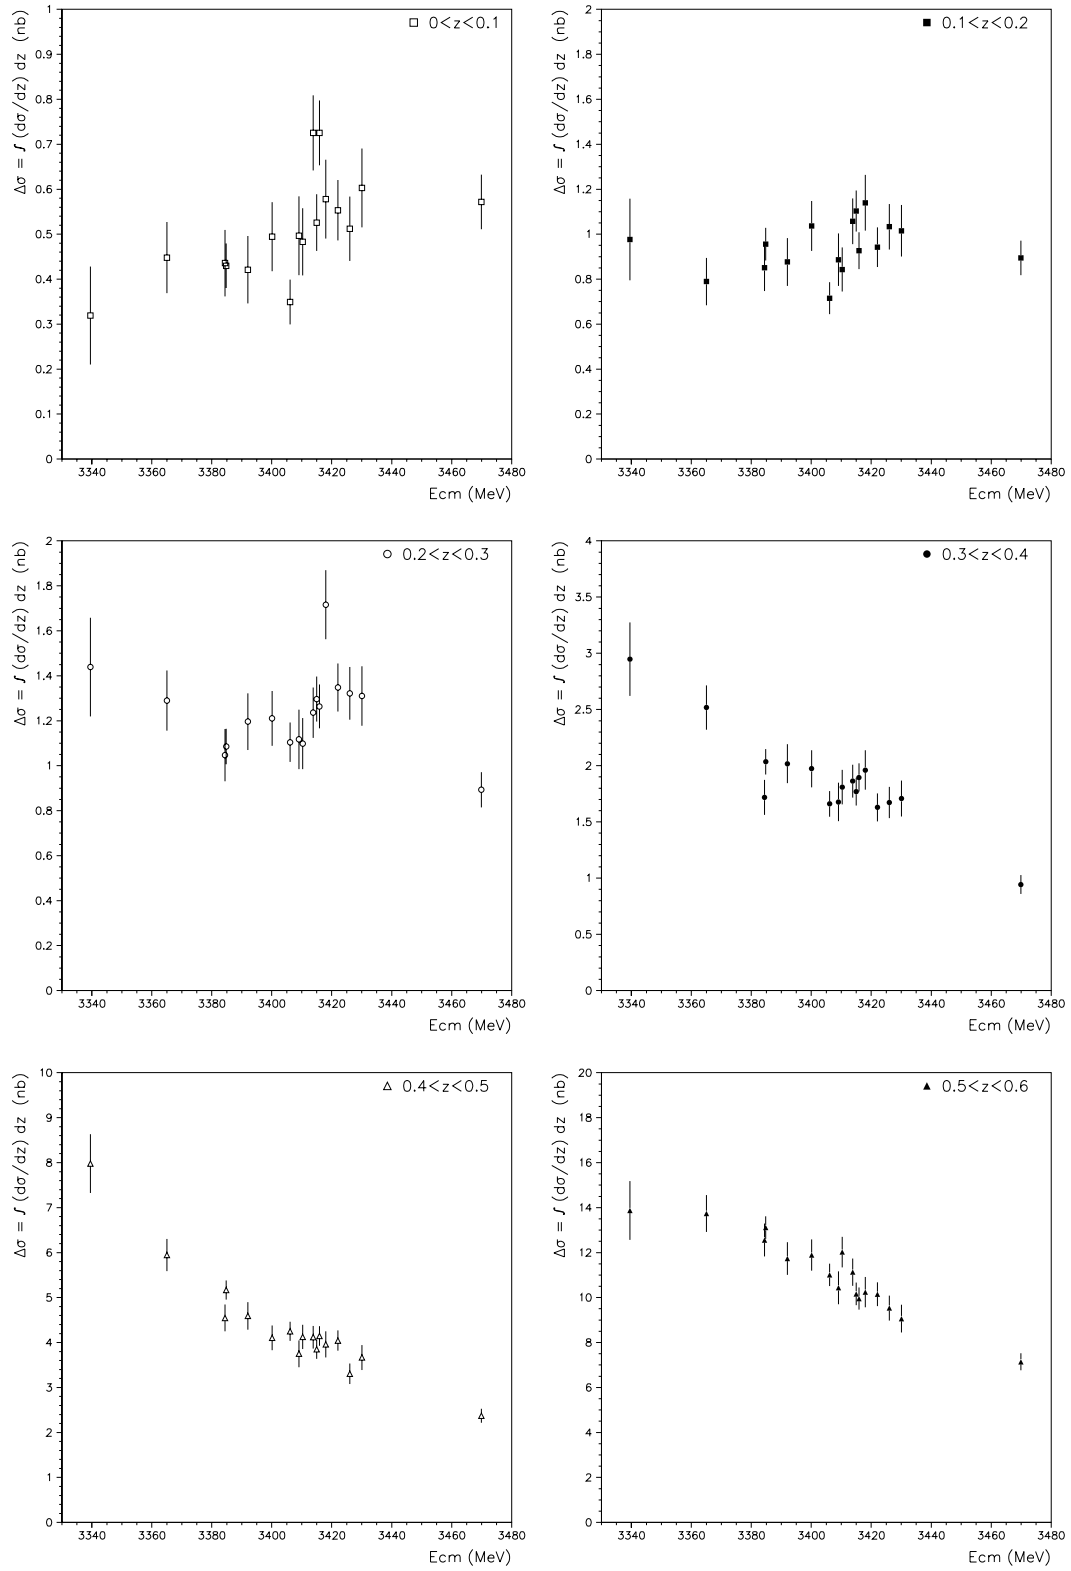 Δσ = ∫ (dσ/dz) dz (nb)
□ 0<z<0.1
1
0.9
0.8
0.7
0.6
0.5
0.4
0.3
0.2
0.1
0
3340 3360 3380 3400 3420 3440 3460 3480
Ecm (MeV)
Δσ = ∫ (dσ/dz) dz (nb)
■ 0.1<z<0.2
2
1.8
1.6
1.4
1.2
1
0.8
0.6
0.4
0.2
0
3340 3360 3380 3400 3420 3440 3460 3480
Ecm (MeV)
Δσ = ∫ (dσ/dz) dz (nb)
○ 0.2<z<0.3
2
1.8
1.6
1.4
1.2
1
0.8
0.6
0.4
0.2
0
3340 3360 3380 3400 3420 3440 3460 3480
Ecm (MeV)
Δσ = ∫ (dσ/dz) dz (nb)
● 0.3<z<0.4
4
3.5
3
2.5
2
1.5
1
0.5
0
3340 3360 3380 3400 3420 3440 3460 3480
Ecm (MeV)
Δσ = ∫ (dσ/dz) dz (nb)
△ 0.4<z<0.5
10
9
8
7
6
5
4
3
2
1
0
3340 3360 3380 3400 3420 3440 3460 3480
Ecm (MeV)
Δσ = ∫ (dσ/dz) dz (nb)
▲ 0.5<z<0.6
20
18
16
14
12
10
8
6
4
2
0
3340 3360 3380 3400 3420 3440 3460 3480
Ecm (MeV)